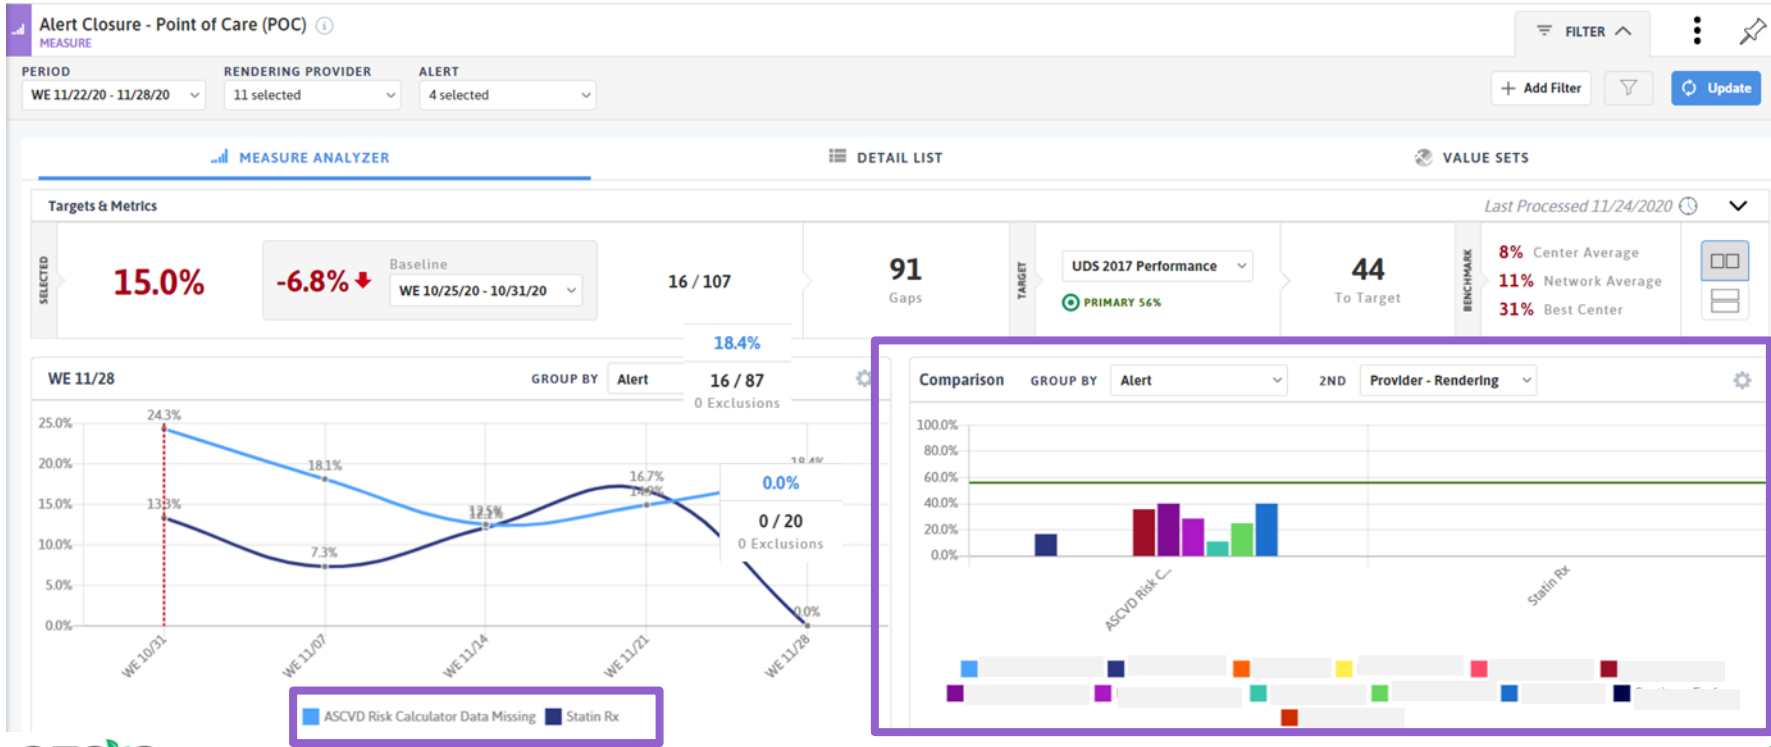 Alert Closure - Point of Care (POC)
MEASURE
FILTER
PERIOD RENDERING PROVIDER ALERT
WE 11/22/20 - 11/28/20 11 selected 4 selected
+ Add Filter Update
MEASURE ANALYZER DETAIL LIST VALUE SETS
Targets & Metrics Last Processed 11/24/2020
SELECTED
15.0%
-6.8%
Baseline
WE 10/25/20 - 10/31/20
16 / 107
91
Gaps
TARGET
UDS 2017 Performance
PRIMARY 56%
44
To Target
BENCHMARK
8% Center Average
11% Network Average
31% Best Center
WE 11/28 GROUP BY Alert
18.4%
16 / 87
0 Exclusions
25.0%
20.0%
15.0%
10.0%
5.0%
0.0%
24.3%
18.1%
12.5%
14.9%
18.4%
13.3%
7.3%
12.1%
16.7%
0.0%
0.0%
0 / 20
0 Exclusions
WE 10/31 WE 11/07 WE 11/14 WE 11/21 WE 11/28
ASCVD Risk Calculator Data Missing Statin Rx
Comparison GROUP BY Alert 2ND Provider - Rendering
100.0%
80.0%
60.0%
40.0%
20.0%
0.0%
ASCVD Risk C... Statin Rx